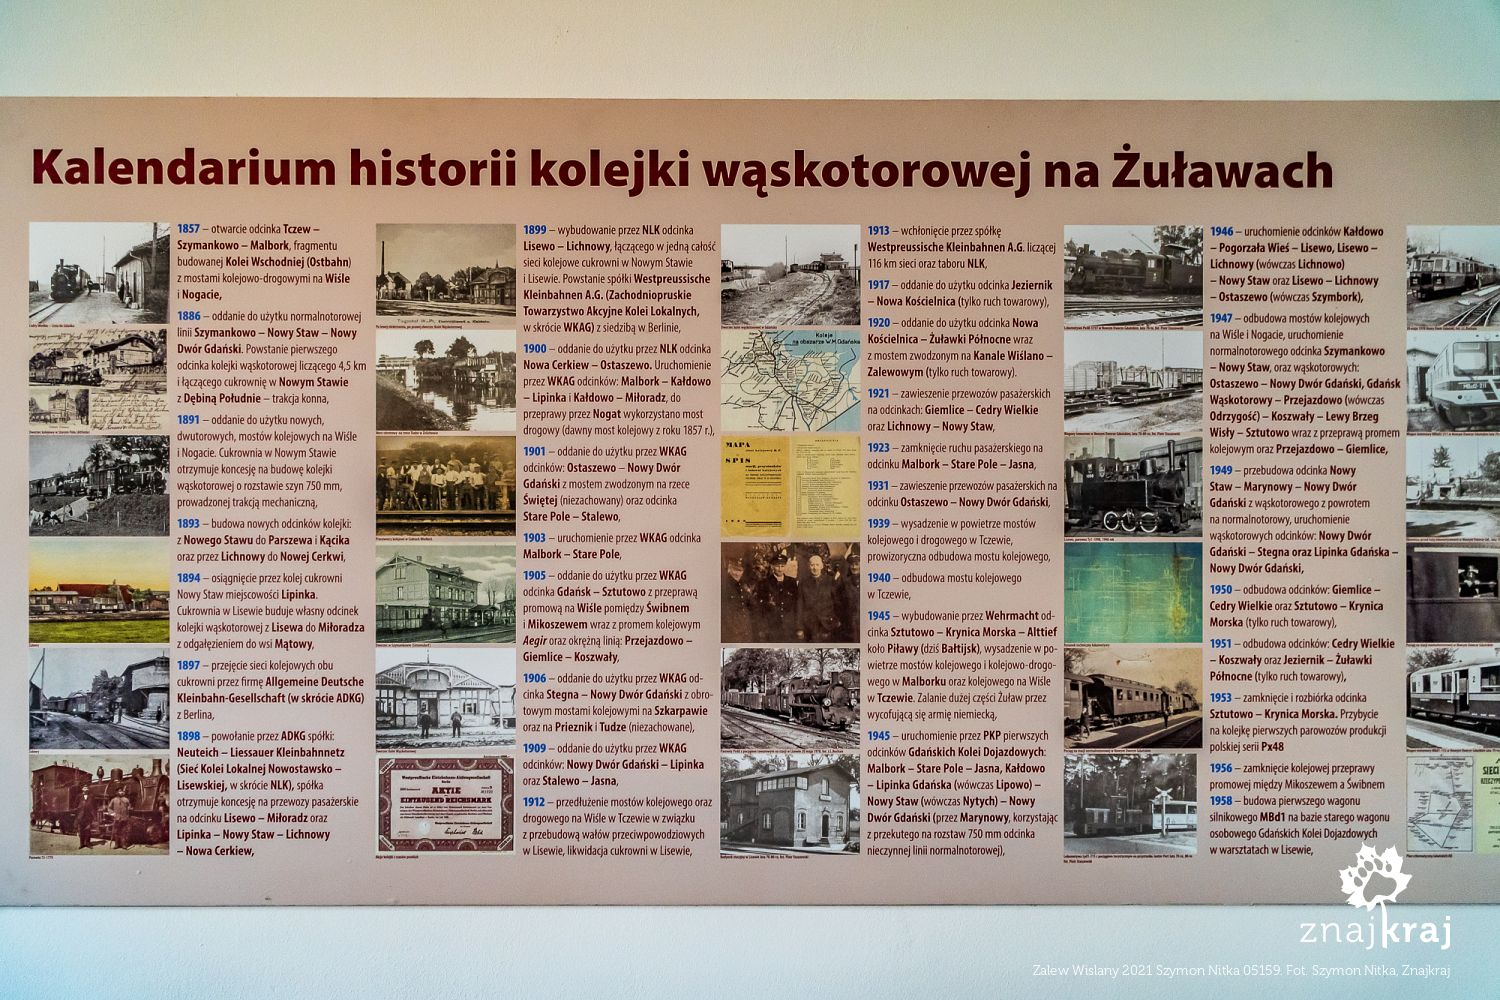 Kalendarium historii kolejki wąskotorowej na Żuławach
1857 – otwarcie odcinka Tczew –
Szymankowo – Malbork, fragmentu
budowanej Kolei Wschodniej (Ostbahn)
z mostami kolejowo-drogowymi na Wiśle
i Nogacie,
1886 – oddanie do użytku normalnotorowej
linii Szymankowo – Nowy Staw – Nowy
Dwór Gdański. Powstanie pierwszego
odcinka kolejki wąskotorowej liczącego 4,5 km
i łączącego cukrownię w Nowym Stawie
z Dębiną Południe – trakcja konna,
1891 – oddanie do użytku nowych,
dwutorowych, mostów kolejowych na Wiśle
i Nogacie. Cukrownia w Nowym Stawie
otrzymuje koncesję na budowę kolejki
wąskotorowej o rozstawie szyn 750 mm,
prowadzonej trakcją mechaniczną,
1893 – budowa nowych odcinków kolejki:
z Nowego Stawu do Parszewa i Kącika
oraz przez Lichnowy do Nowej Cerkwi,
1894 – osiągnięcie przez kolej cukrowni
Nowy Staw miejscowości Lipinka.
Cukrownia w Lisewie buduje własny odcinek
kolejki wąskotorowej z Lisewa do Miłoradza
z odgałęzieniem do wsi Mątowy,
1897 – przejęcie sieci kolejowych obu
cukrowni przez firmę Allgemeine Deutsche
Kleinbahn-Gesellschaft (w skrócie ADKG)
z Berlina,
1898 – powołanie przez ADKG spółki:
Neuteich – Liessauer Kleinbahnnetz
(Sieć Kolei Lokalnej Nowostawsko –
Lisewskiej, w skrócie NLK), spółka
otrzymuje koncesję na przewozy pasażerskie
na odcinku Lisewo – Miłoradz oraz
Lipinka – Nowy Staw – Lichnowy
– Nowa Cerkiew,
1899 – wybudowanie przez NLK odcinka
Lisewo – Lichnowy, łączącego w jedną całość
sieci kolejowe cukrowni w Nowym Stawie
i Lisewie. Powstanie spółki Westpreussische
Kleinbahnen A.G. (Zachodniopruskie
Towarzystwo Akcyjne Kolei Lokalnych,
w skrócie WKAG) z siedzibą w Berlinie,
1900 – oddanie do użytku przez NLK odcinka
Nowa Cerkiew – Ostaszewo. Uruchomienie
przez WKAG odcinków: Malbork – Kałdowo
– Lipinka i Kałdowo – Miłoradz, do
przeprawy przez Nogat wykorzystano most
drogowy (dawny most kolejowy z roku 1857 r.),
1901 – oddanie do użytku przez WKAG
odcinków: Ostaszewo – Nowy Dwór
Gdański z mostem zwodzonym na rzece
Świętej (niezachowany) oraz odcinka
Stare Pole – Stalewo,
1903 – uruchomienie przez WKAG odcinka
Malbork – Stare Pole,
1905 – oddanie do użytku przez WKAG
odcinka Gdańsk – Sztutowo z przeprawą
promową na Wiśle pomiędzy Świbnem
i Mikoszewem wraz z promem kolejowym
Aegir oraz okrężną linią: Przejazdowo –
Giemlice – Koszwały,
1906 – oddanie do użytku przez WKAG od-
cinka Stegna – Nowy Dwór Gdański z obro-
towym mostami kolejowymi na Szkarpawie
oraz na Prieznik i Tudze (niezachowane),
1909 – oddanie do użytku przez WKAG
odcinków: Nowy Dwór Gdański – Lipinka
oraz Stalewo – Jasna,
1912 – przedłużenie mostów kolejowego oraz
drogowego na Wiśle w Tczewie w związku
z przebudową wałów przeciwpowodziowych
w Lisewie, likwidacja cukrowni w Lisewie,
Koleje
na obszarze W.M. Gdańska
MAPA
SPIS
Westpreussische Kleinbahnen-Aktiengesellschaft
AKTIE
EINTAUSEND REICHSMARK
1913 – wchłonięcie przez spółkę
Westpreussische Kleinbahnen A.G. liczącej
116 km sieci oraz taboru NLK,
1917 – oddanie do użytku odcinka Jeziernik
– Nowa Kościelnica (tylko ruch towarowy),
1920 – oddanie do użytku odcinka Nowa
Kościelnica – Żuławki Północne wraz
z mostem zwodzonym na Kanale Wiślano –
Zalewowym (tylko ruch towarowy).
1921 – zawieszenie przewozów pasażerskich
na odcinkach: Giemlice – Cedry Wielkie
oraz Lichnowy – Nowy Staw,
1923 – zamknięcie ruchu pasażerskiego na
odcinku Malbork – Stare Pole – Jasna,
1931 – zawieszenie przewozów pasażerskich na
odcinku Ostaszewo – Nowy Dwór Gdański,
1939 – wysadzenie w powietrze mostów
kolejowego i drogowego w Tczewie,
prowizoryczna odbudowa mostu kolejowego,
1940 – odbudowa mostu kolejowego
w Tczewie,
1945 – wybudowanie przez Wehrmacht od-
cinka Sztutowo – Krynica Morska – Alttief
koło Piławy (dziś Bałtijsk), wysadzenie w po-
wietrze mostów kolejowego i kolejowo-drogo-
wego w Malborku oraz kolejowego na Wiśle
w Tczewie. Zalanie dużej części Żuław przez
wycofującą się armię niemiecką,
1945 – uruchomienie przez PKP pierwszych
odcinków Gdańskich Kolei Dojazdowych:
Malbork – Stare Pole – Jasna, Kałdowo
– Lipinka Gdańska (wówczas Lipowo) –
Nowy Staw (wówczas Nytych) – Nowy
Dwór Gdański (przez Marynowy, korzystając
z przekutego na rozstaw 750 mm odcinka
nieczynnej linii normalnotorowej),
1946 – uruchomienie odcinków Kałdowo
– Pogorzała Wieś – Lisewo, Lisewo –
Lichnowy (wówczas Lichnowo)
– Nowy Staw oraz Lisewo – Lichnowy
– Ostaszewo (wówczas Szymbork),
1947 – odbudowa mostów kolejowych
na Wiśle i Nogacie, uruchomienie
normalnotorowego odcinka Szymankowo
– Nowy Staw, oraz wąskotorowych:
Ostaszewo – Nowy Dwór Gdański, Gdańsk
Wąskotorowy – Przejazdowo (wówczas
Odrzygość) – Koszwały – Lewy Brzeg
Wisły – Sztutowo wraz z przeprawą promem
kolejowym oraz Przejazdowo – Giemlice,
1949 – przebudowa odcinka Nowy
Staw – Marynowy – Nowy Dwór
Gdański z wąskotorowego z powrotem
na normalnotorowy, uruchomienie
wąskotorowych odcinków: Nowy Dwór
Gdański – Stegna oraz Lipinka Gdańska –
Nowy Dwór Gdański,
1950 – odbudowa odcinków: Giemlice –
Cedry Wielkie oraz Sztutowo – Krynica
Morska (tylko ruch towarowy),
1951 – odbudowa odcinków: Cedry Wielkie
– Koszwały oraz Jeziernik – Żuławki
Północne (tylko ruch towarowy),
1953 – zamknięcie i rozbiórka odcinka
Sztutowo – Krynica Morska. Przybycie
na kolejkę pierwszych parowozów produkcji
polskiej serii Px48
1956 – zamknięcie kolejowej przeprawy
promowej między Mikoszewem a Świbnem
1958 – budowa pierwszego wagonu
silnikowego MBd1 na bazie starego wagonu
osobowego Gdańskich Kolei Dojazdowych
w warsztatach w Lisewie,
znajkraj
Zalew Wislany 2021 Szymon Nitka 05159. Fot. Szymon Nitka, Znajkraj